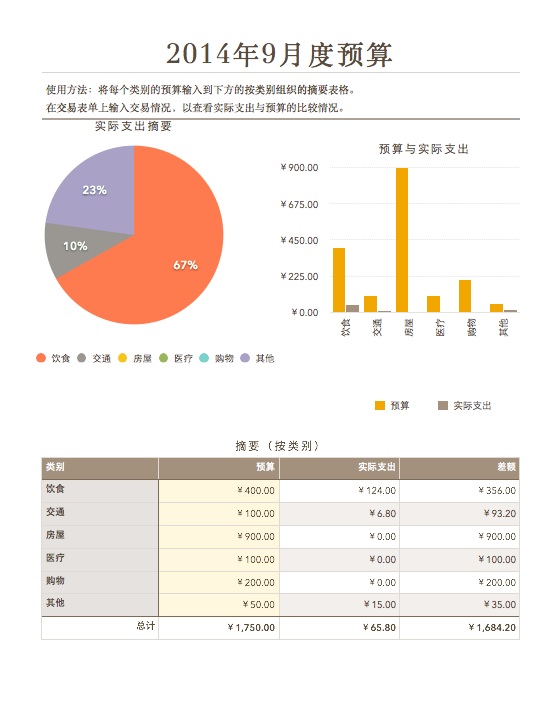 2014年9月度预算
使用方法：将每个类别的预算输入到下方的按类别组织的摘要表格。
在交易表单上输入交易情况，以查看实际支出与预算的比较情况。
实际支出摘要
23%
10%
67%
饮食 交通 房屋 医疗 购物 其他
预算与实际支出
￥900.00
￥675.00
￥450.00
￥225.00
￥0.00
饮食 交通 房屋 医疗 购物 其他
预算 实际支出
摘要（按类别）
类别 预算 实际支出 差额
饮食 ￥400.00 ￥124.00 ￥356.00
交通 ￥100.00 ￥6.80 ￥93.20
房屋 ￥900.00 ￥0.00 ￥900.00
医疗 ￥100.00 ￥0.00 ￥100.00
购物 ￥200.00 ￥0.00 ￥200.00
其他 ￥50.00 ￥15.00 ￥35.00
总计 ￥1,750.00 ￥65.80 ￥1,684.20